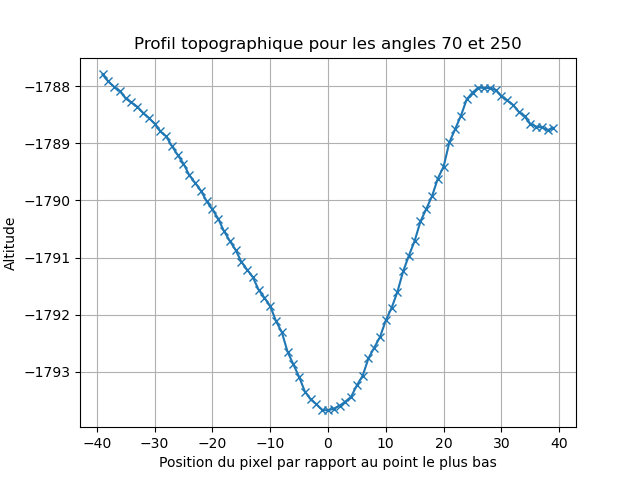 Profil topographique pour les angles 70 et 250
−1788
−1789
−1790
−1791
−1792
−1793
Altitude
−40 −30 −20 −10 0 10 20 30 40
Position du pixel par rapport au point le plus bas